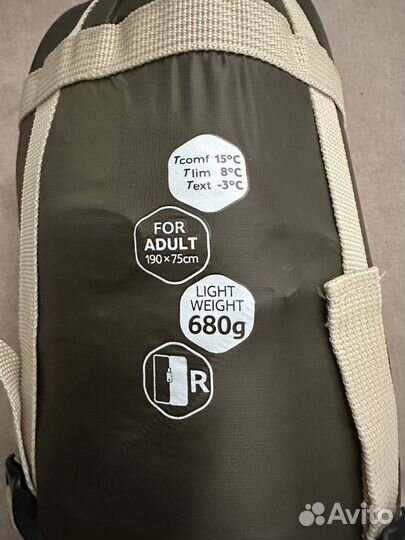 Tcomf 15°C
Tlim 8°C
Text -3°C
FOR
ADULT
190×75cm
LIGHT
WEIGHT
680g
R
Avito